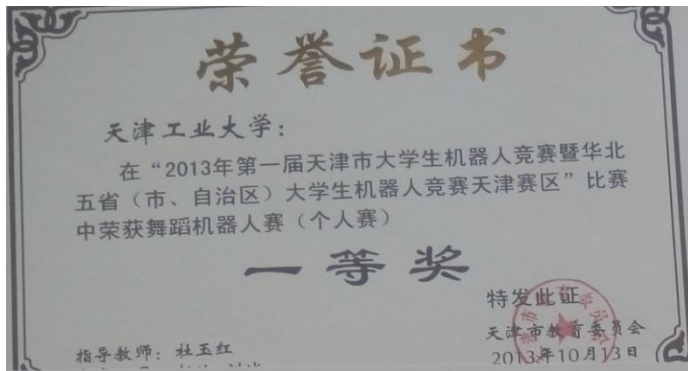 荣誉证书
天津工业大学：
在“2013年第一届天津市大学生机器人竞赛暨华北
五省（市、自治区）大学生机器人竞赛天津赛区”比赛
中荣获舞蹈机器人赛（个人赛）
一等奖
特发此证
天津市教育委员会
指导教师：杜玉红
2013年10月13日